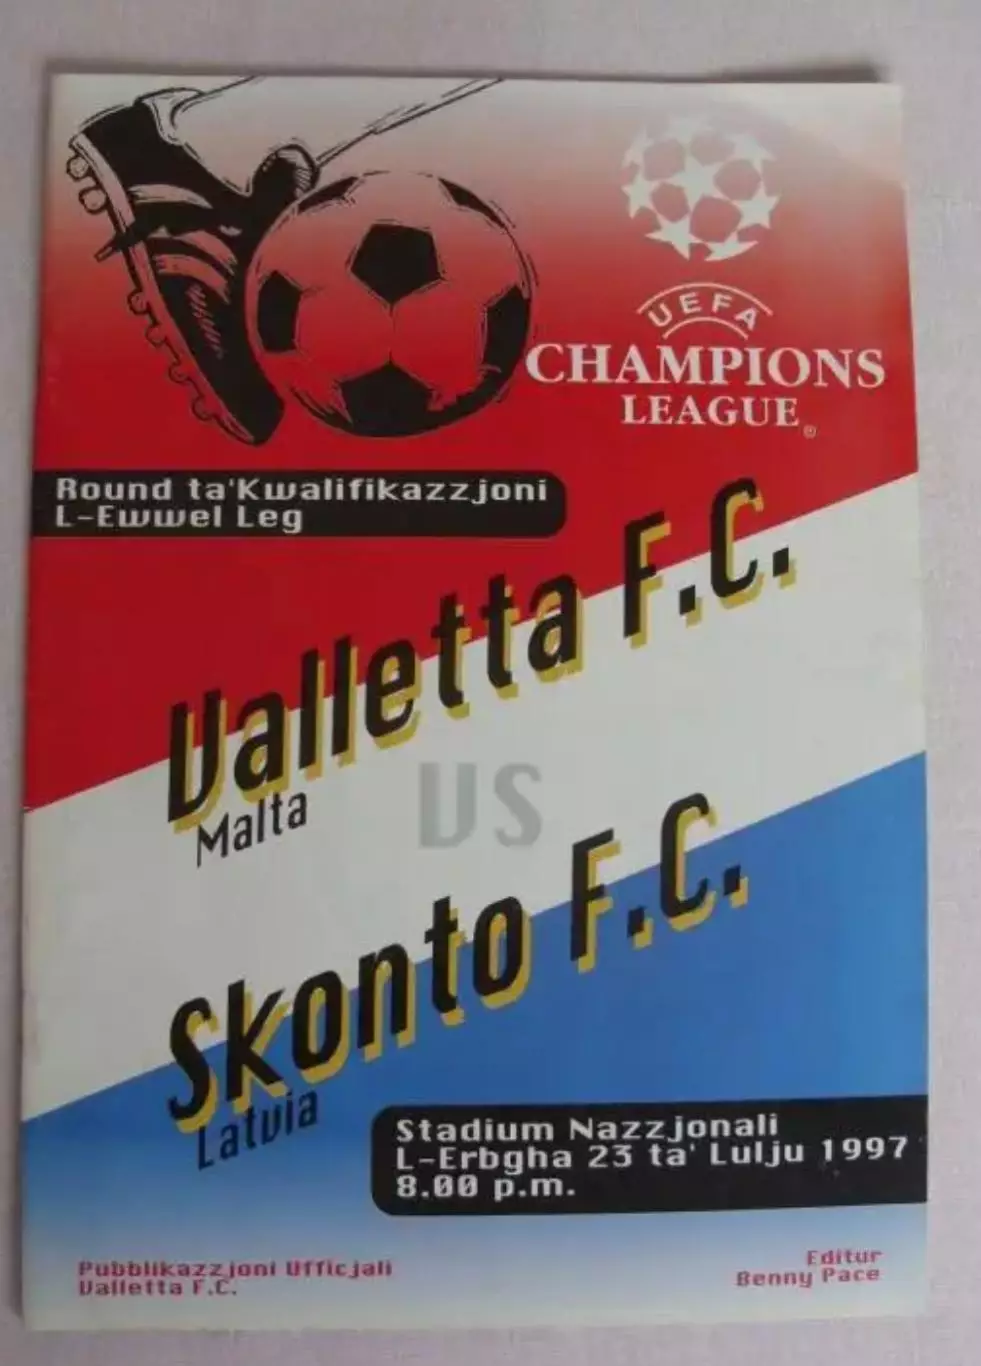 UEFA
CHAMPIONS
LEAGUE
©
Round ta'Kwalifikazzjoni
L-Ewwel Leg
Valletta F.C.
Malta
VS
Skonto F.C.
Latvia
Stadium Nazzjonali
L-Erbgha 23 ta' Lulju 1997
8.00 p.m.
Pubblikazzjoni Ufficjali
Valletta F.C.
Editur
Benny Pace